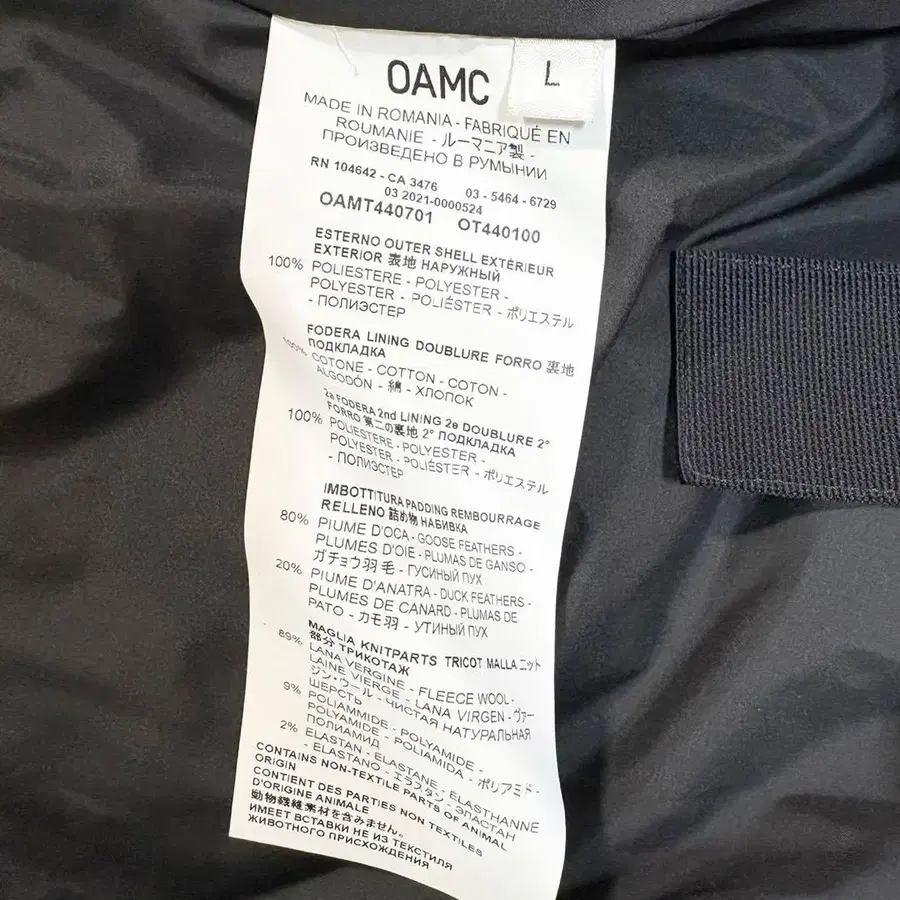 OAMC
L
MADE IN ROMANIA - FABRIQUÉ EN
ROUMANIE - ルーマニア製 -
ПРОИЗВЕДЕНО В РУМЫНИИ
RN 104642 - CA 3476 03 - 5464 - 6729
03 2021-0000524
OAMT440701 OT440100
ESTERNO OUTER SHELL EXTÉRIEUR
EXTERIOR 表地 НАРУЖНЫЙ
100% POLIESTERE - POLYESTER -
POLYESTER - POLIÉSTER - ポリエステル
- ПОЛИЭСТЕР
FODERA LINING DOUBLURE FORRO 裏地
ПОДКЛАДКА
100% COTONE - COTTON - COTON -
ALGODÓN - 綿 - ХЛОПОК
2a FODERA 2nd LINING 2e DOUBLURE 2°
FORRO 第二の裏地 2° ПОДКЛАДКА
100% POLIESTERE - POLYESTER -
POLYESTER - POLIÉSTER - ポリエステル
- ПОЛИЭСТЕР
IMBOTTITURA PADDING REMBOURRAGE
RELLENO 詰め物 НАБИВКА
80% PIUME D'OCA - GOOSE FEATHERS -
PLUMES D'OIE - PLUMAS DE GANSO -
ガチョウ羽毛 - ГУСИНЫЙ ПУХ
20% PIUME D'ANATRA - DUCK FEATHERS -
PLUMES DE CANARD - PLUMAS DE
PATO - カモ羽 - УТИНЫЙ ПУХ
MAGLIA KNITPARTS TRICOT MALLA ニット
部分 ТРИКОТАЖ
89% LANA VERGINE - FLEECE WOOL -
LAINE VIERGE - LANA VIRGEN - ヴァー
ジン・ウール - ЧИСТАЯ НАТУРАЛЬНАЯ
ШЕРСТЬ
9% POLIAMMIDE - POLYAMIDE -
POLYAMIDE - POLIAMIDA - ポリアミド -
ПОЛИАМИД
2% ELASTAN - ELASTANE - ÉLASTHANNE
- ELASTANO - エラスタン - ЭЛАСТАН
CONTAINS NON-TEXTILE PARTS OF ANIMAL
ORIGIN
CONTIENT DES PARTIES NON TEXTILES
D'ORIGINE ANIMALE
動物繊維素材を含みません。
ИМЕЕТ ВСТАВКИ НЕ ИЗ ТЕКСТИЛЯ
ЖИВОТНОГО ПРОИСХОЖДЕНИЯ